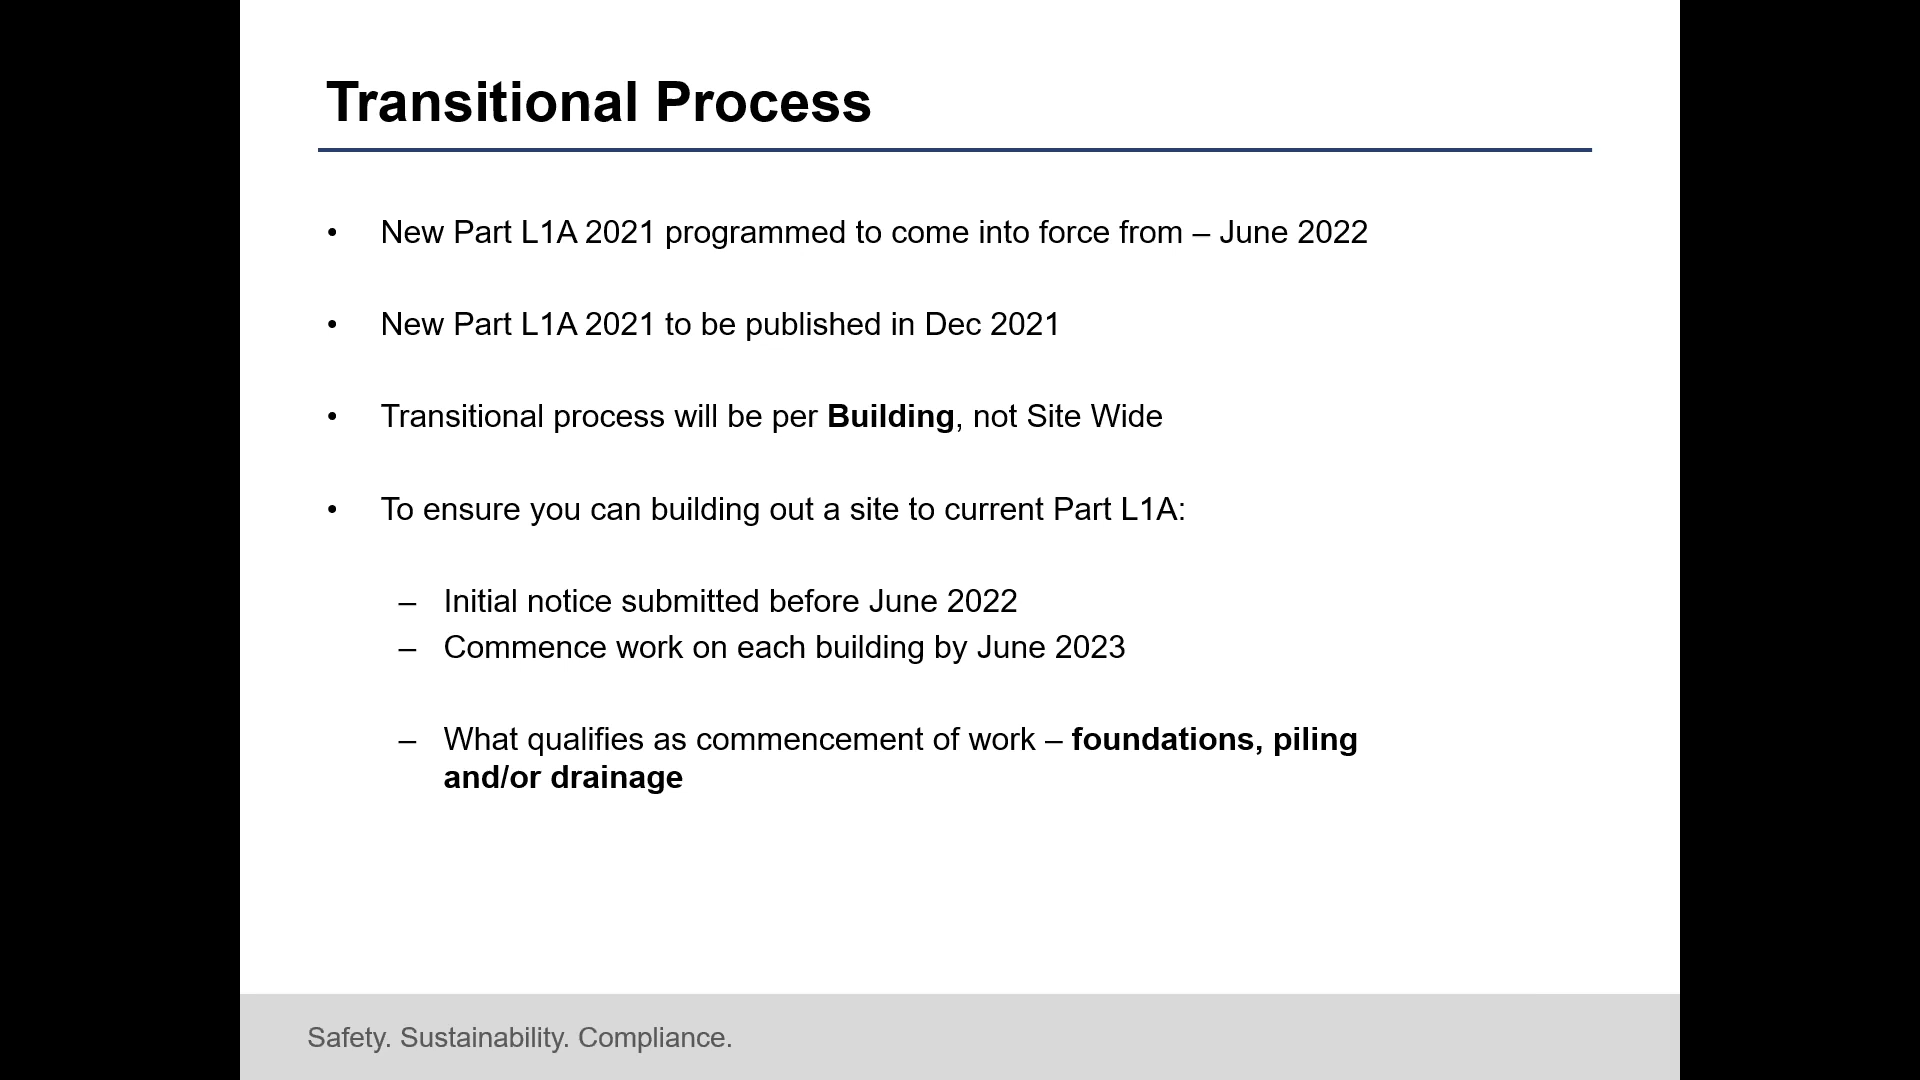 Transitional Process
• New Part L1A 2021 programmed to come into force from – June 2022
• New Part L1A 2021 to be published in Dec 2021
• Transitional process will be per Building, not Site Wide
• To ensure you can building out a site to current Part L1A:
– Initial notice submitted before June 2022
– Commence work on each building by June 2023
– What qualifies as commencement of work – foundations, piling
and/or drainage
Safety. Sustainability. Compliance.